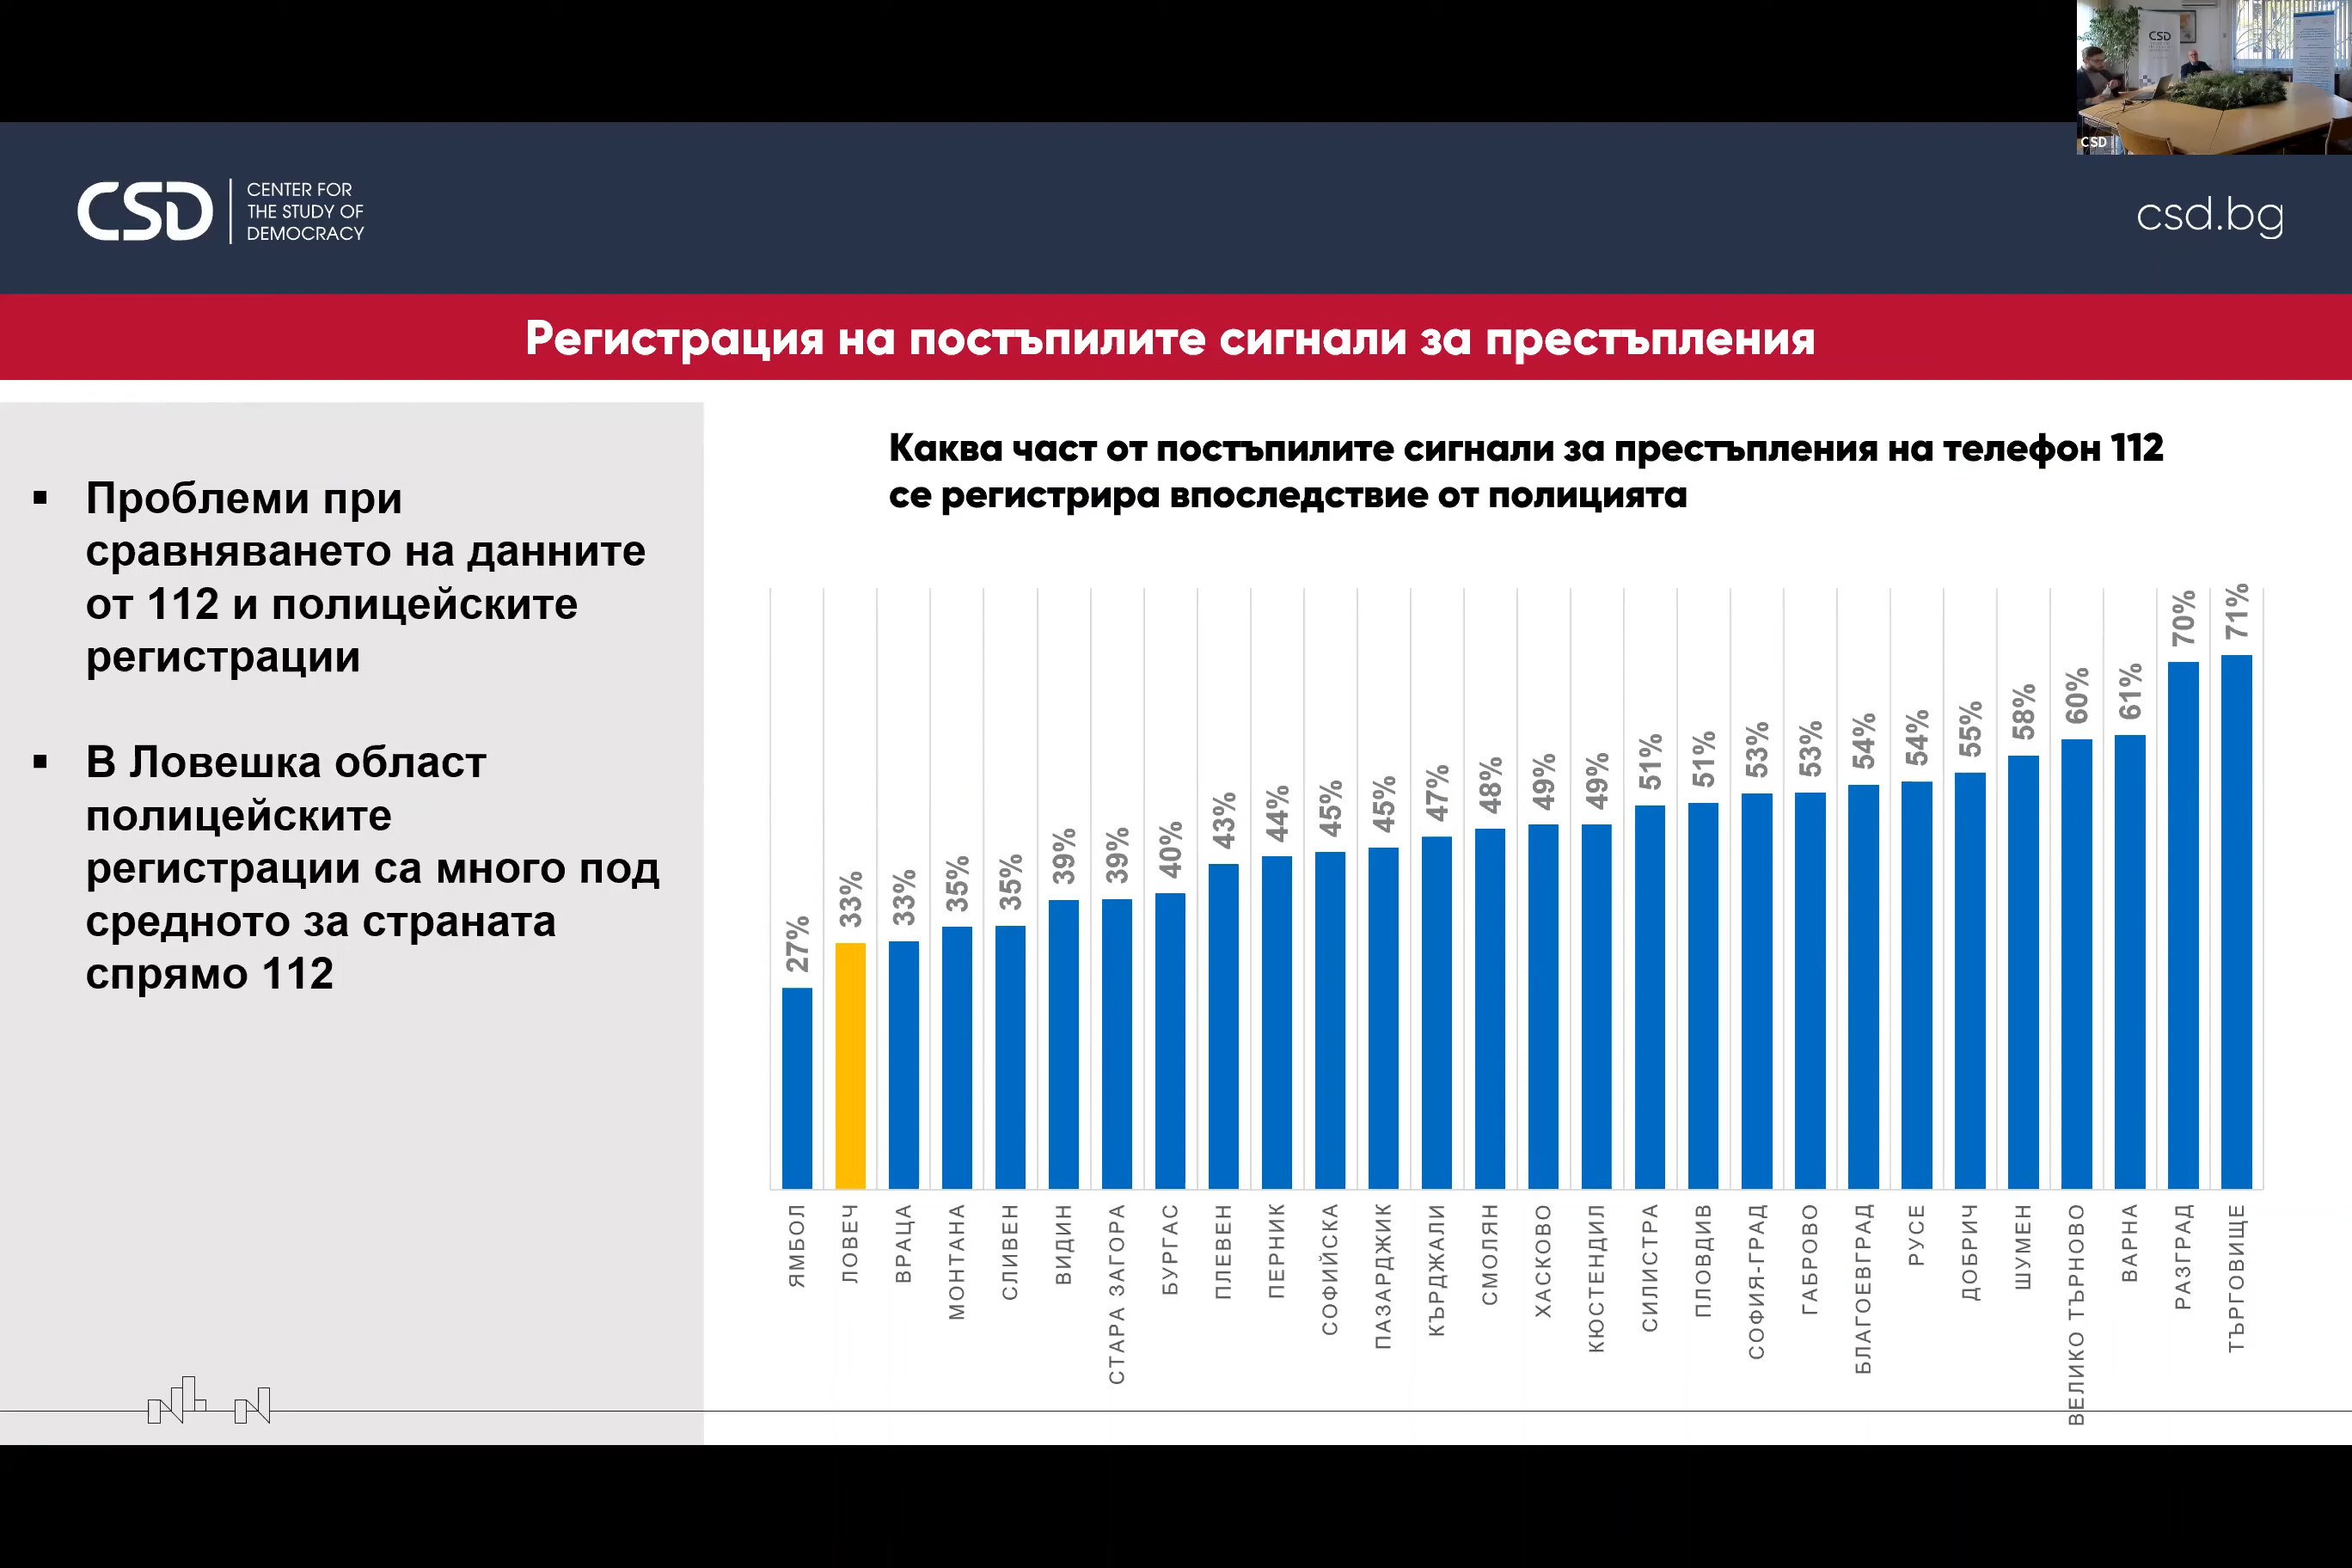 CSD
CSD
CSD
CENTER FOR
THE STUDY OF
DEMOCRACY
csd.bg
Регистрация на постъпилите сигнали за престъпления
▪ Проблеми при
сравняването на данните
от 112 и полицейските
регистрации
▪ В Ловешка област
полицейските
регистрации са много под
средното за страната
спрямо 112
Каква част от постъпилите сигнали за престъпления на телефон 112
се регистрира впоследствие от полицията
27%
33%
33%
35%
35%
39%
39%
40%
43%
44%
45%
45%
47%
48%
49%
49%
51%
51%
53%
53%
54%
54%
55%
58%
60%
61%
70%
71%
ЯМБОЛ
ЛОВЕЧ
ВРАЦА
МОНТАНА
СЛИВЕН
ВИДИН
СТАРА ЗАГОРА
БУРГАС
ПЛЕВЕН
ПЕРНИК
СОФИЙСКА
ПАЗАРДЖИК
КЪРДЖАЛИ
СМОЛЯН
ХАСКОВО
КЮСТЕНДИЛ
СИЛИСТРА
ПЛОВДИВ
СОФИЯ-ГРАД
ГАБРОВО
БЛАГОЕВГРАД
РУСЕ
ДОБРИЧ
ШУМЕН
ВЕЛИКО ТЪРНОВО
ВАРНА
РАЗГРАД
ТЪРГОВИЩЕ